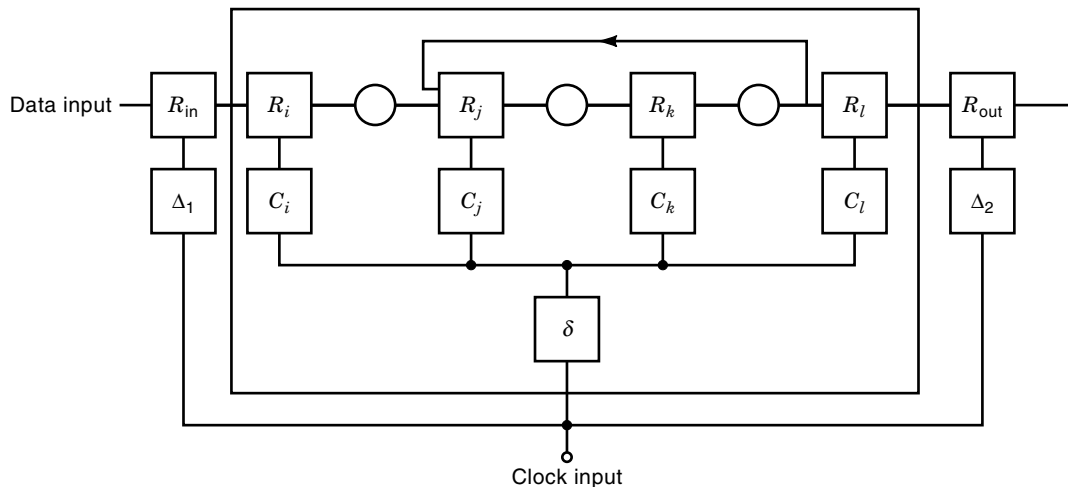 Data input
R_in
R_i
R_j
R_k
R_l
R_out
Δ_1
C_i
C_j
C_k
C_l
Δ_2
δ
Clock input